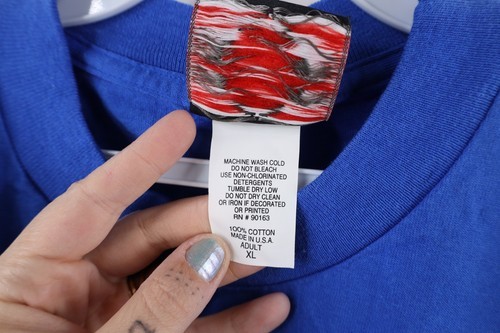 MACHINE WASH COLD
DO NOT BLEACH
USE NON-CHLORINATED
DETERGENTS
TUMBLE DRY LOW
DO NOT DRY CLEAN
OR IRON IF DECORATED
OR PRINTED
RIN # 90163
100% COTTON
MADE IN U.S.A.
ADULT
XL